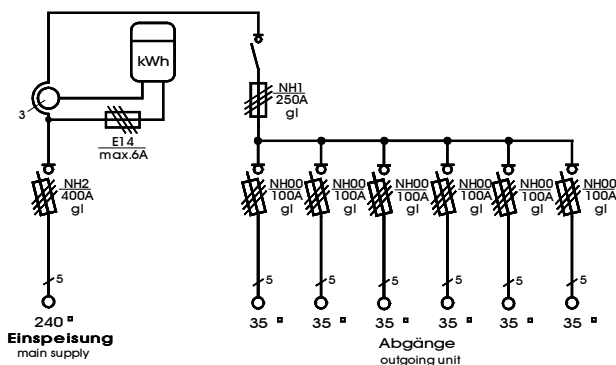 kWh
3
E14
max.6A
NH1
250A
gl
NH2
400A
gl
NH00
100A
gl
NH00
100A
gl
NH00
100A
gl
NH00
100A
gl
NH00
100A
gl
NH00
100A
gl
5
5
5
5
5
5
5
240 ▫
35 ▫
35 ▫
35 ▫
35 ▫
35 ▫
35 ▫
Einspeisung
main supply
Abgänge
outgoing unit